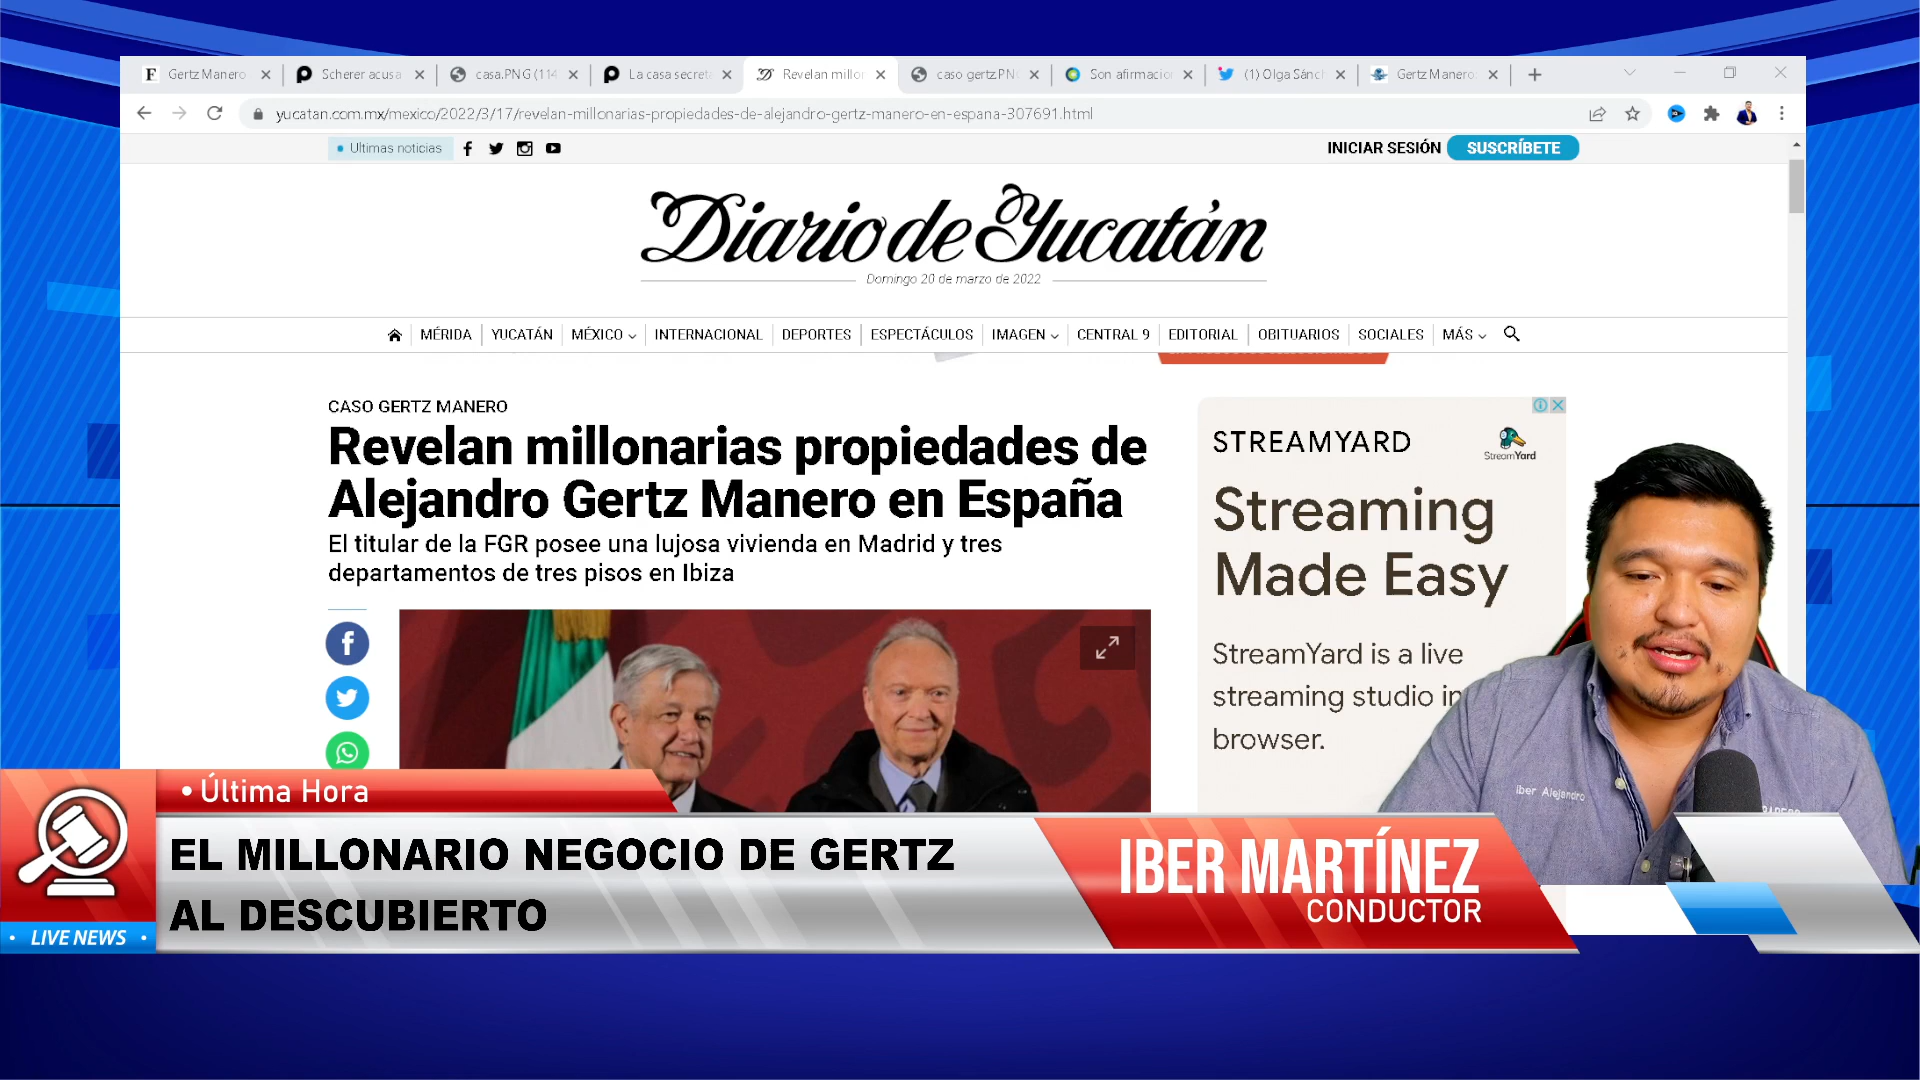 Gertz Manero
Scherer acusa
casa.PNG (114
La casa secreta
Revelan millon
caso gertz.PN
Son afirmacion
(1) Olga Sánch
Gertz Manero
yucatan.com.mx/mexico/2022/3/17/revelan-millonarias-propiedades-de-alejandro-gertz-manero-en-espana-307691.html
Ultimas noticias
INICIAR SESIÓN
SUSCRÍBETE
Diario de Yucatán
Domingo 20 de marzo de 2022
MÉRIDA
YUCATÁN
MÉXICO
INTERNACIONAL
DEPORTES
ESPECTÁCULOS
IMAGEN
CENTRAL 9
EDITORIAL
OBITUARIOS
SOCIALES
MÁS
CASO GERTZ MANERO
Revelan millonarias propiedades de
Alejandro Gertz Manero en España
El titular de la FGR posee una lujosa vivienda en Madrid y tres
departamentos de tres pisos en Ibiza
STREAMYARD
StreamYard
Streaming
Made Easy
StreamYard is a live
streaming studio in
browser.
Iber Alejandro
• Última Hora
EL MILLONARIO NEGOCIO DE GERTZ
AL DESCUBIERTO
IBER MARTÍNEZ
CONDUCTOR
• LIVE NEWS •